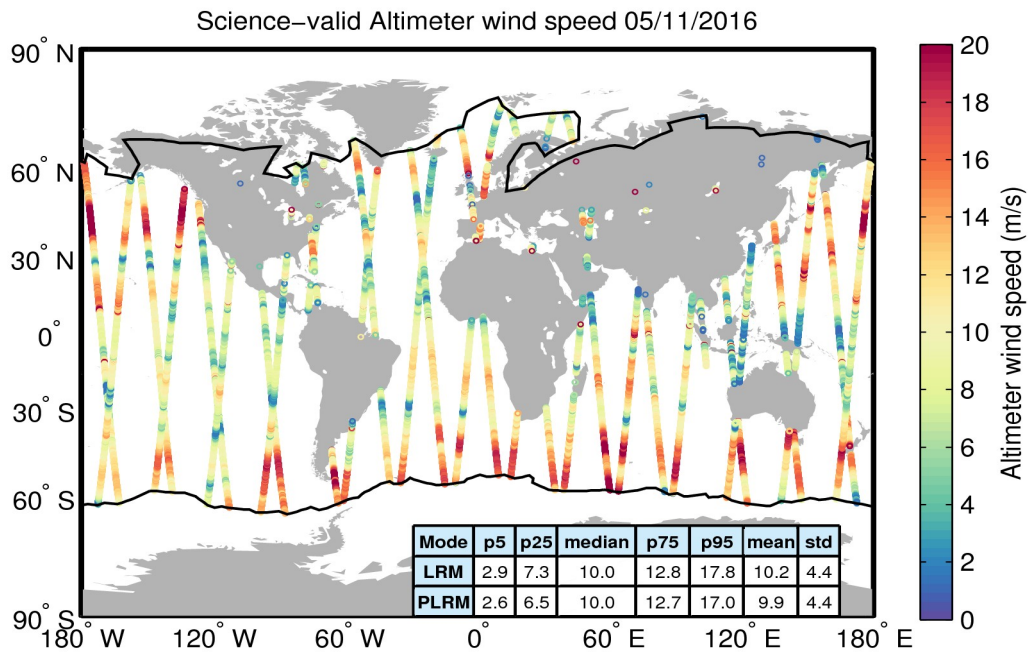 Science−valid Altimeter wind speed 05/11/2016
90° N
60° N
30° N
0°
30° S
60° S
90° S
180° W
120° W
60° W
0°
60° E
120° E
180° E
Mode p5 p25 median p75 p95 mean std
LRM 2.9 7.3 10.0 12.8 17.8 10.2 4.4
PLRM 2.6 6.5 10.0 12.7 17.0 9.9 4.4
20
18
16
14
12
10
8
6
4
2
0
Altimeter wind speed (m/s)